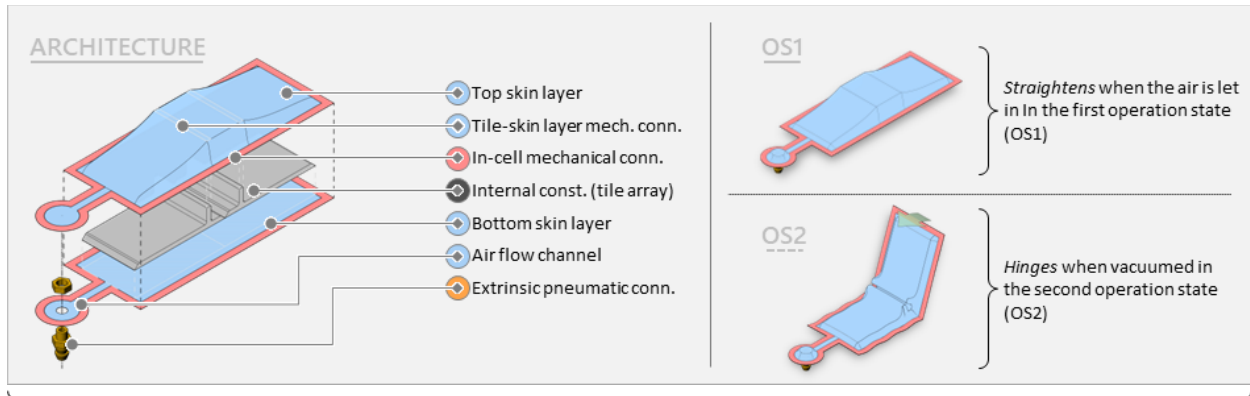 ARCHITECTURE
Top skin layer
Tile-skin layer mech. conn.
In-cell mechanical conn.
Internal const. (tile array)
Bottom skin layer
Air flow channel
Extrinsic pneumatic conn.
OS1
Straightens when the air is let
in In the first operation state
(OS1)
OS2
Hinges when vacuumed in
the second operation state
(OS2)